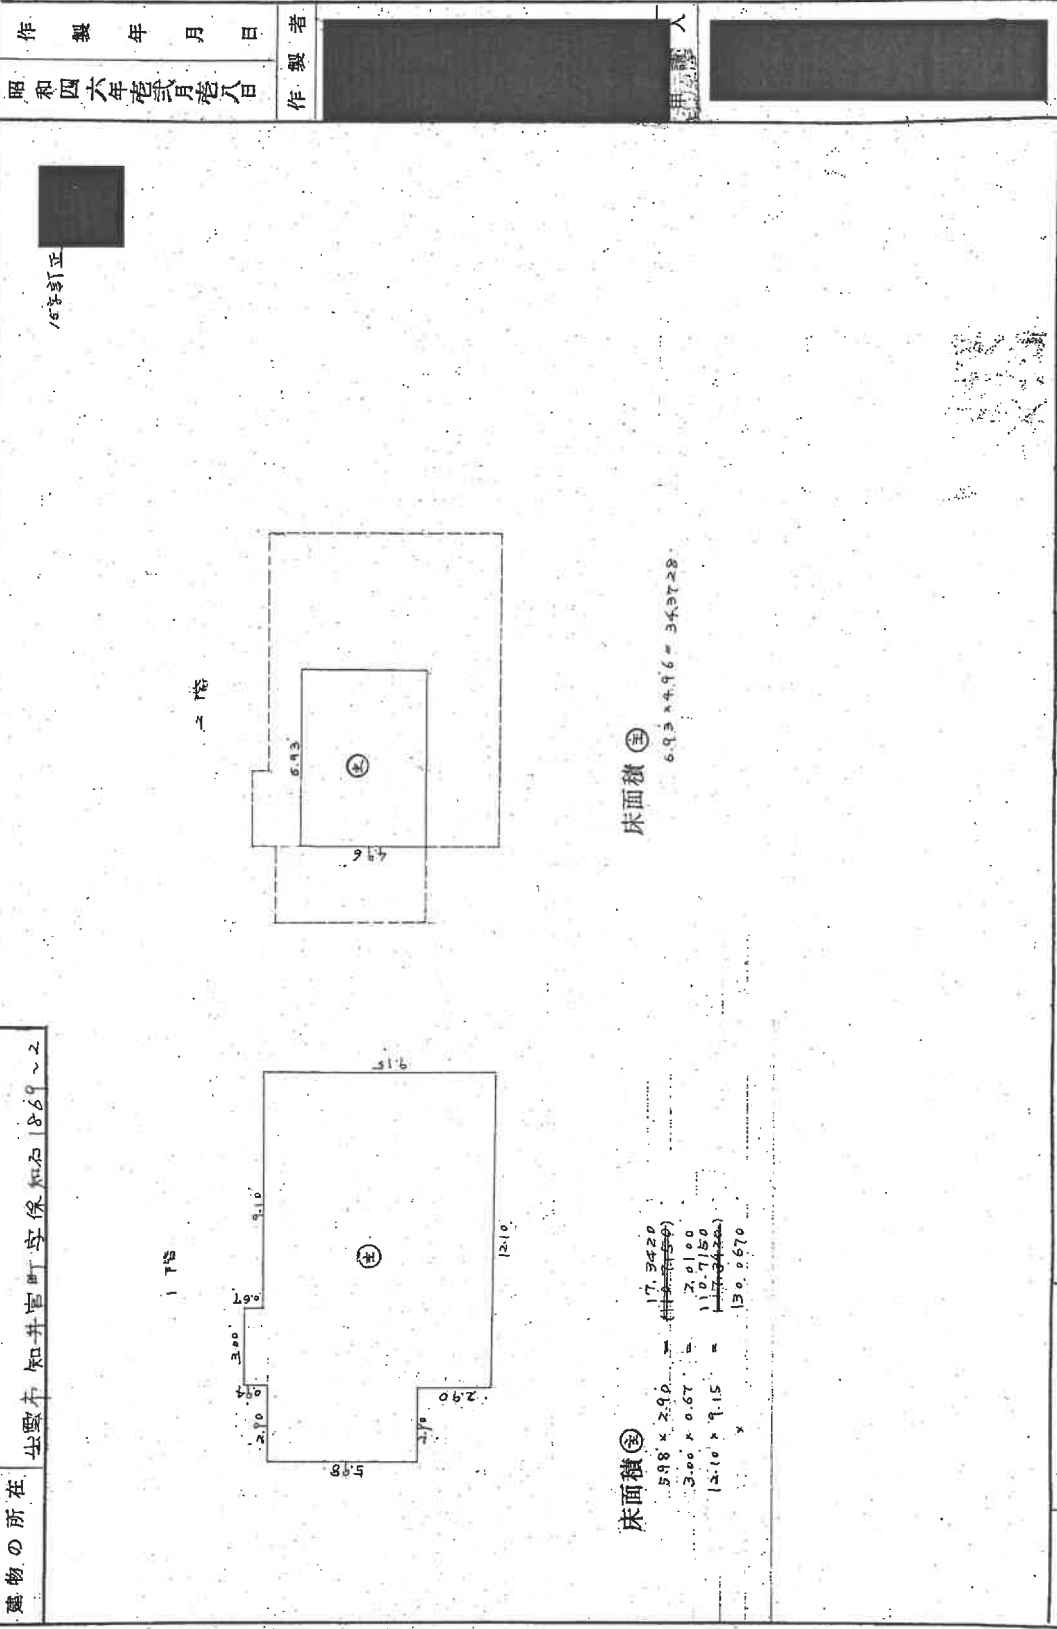 建物の所在
出雲市知井宮町字保知石1869~2
作製年月日
昭和四六年壱弐月壱八日
作製者
申請人
15字訂正
1階
9.10
0.67
3.00
2.90
5.98
2.90
2.90
12.10
9.15
主
2階
6.93
4.96
主
床面積 主
5.98 × 2.90 = 17.3420
3.00 × 0.67 = 2.0100
12.10 × 9.15 = 110.7150
×
130.0670
床面積 主
6.93 × 4.96 = 34.3728